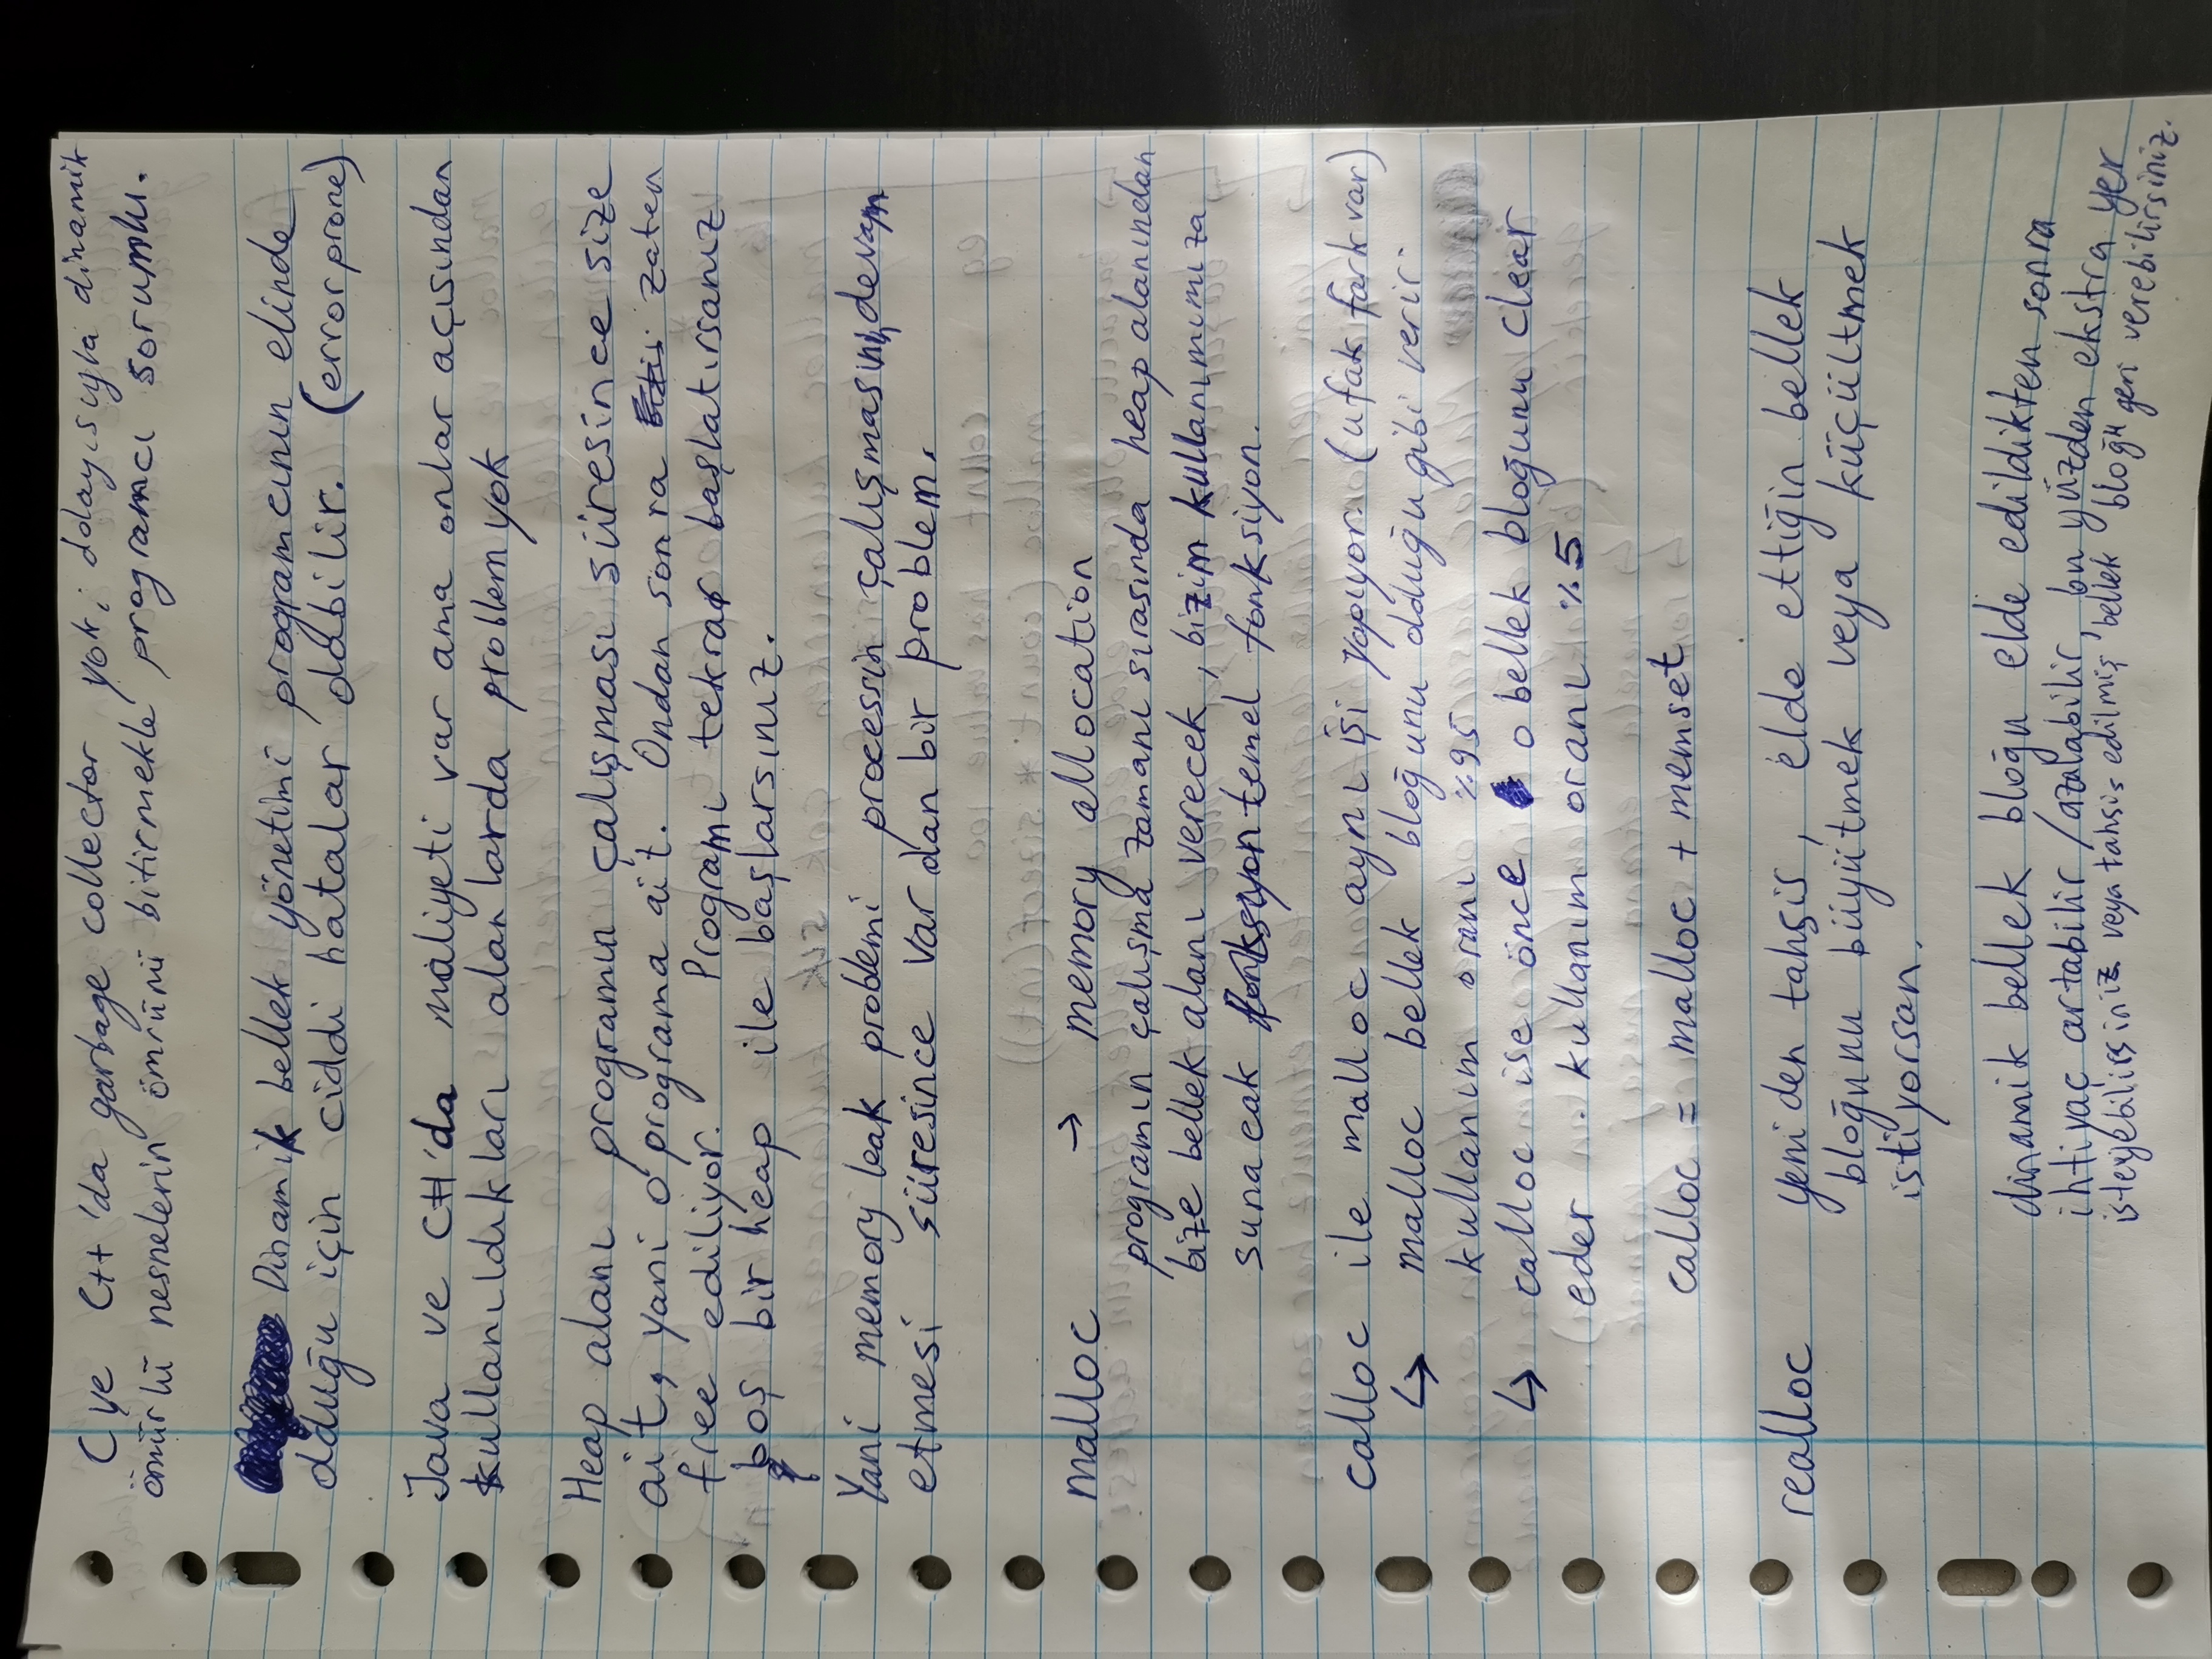 C ve C++'da garbage collector yok; dolayısıyla dinamik
ömürlü nesnelerin ömrünü bitirmekle programcı sorumlu.
Dinamik bellek yönetimi programcının elinde
olduğu için ciddi hatalar olabilir. (error prone)
Java ve C#'da maliyeti var ama onlar açısından
kullanıldıkları alanlarda problem yok
Heap alanı programın çalışması süresince size
ait, yani o programa ait. Ondan sonra zaten
free ediliyor. Programı tekrar başlatırsanız
boş bir heap ile başlarsınız.
Yani memory leak problemi processin çalışmasının devam
etmesi süresince var olan bir problem.
malloc → memory allocation
programın çalışma zamanı sırasında heap alanından
bize bellek alanı verecek, bizim kullanımımıza
sunacak fonksiyon temel fonksiyon.
calloc ile malloc aynı işi yapıyor. (ufak fark var)
↳ malloc bellek bloğunu olduğu gibi verir.
kullanım oranı %95
↳ calloc ise önce o bellek bloğunu clear
eder. kullanım oranı %5
calloc = malloc + memset
realloc yeniden tahsis, elde ettiğin bellek
bloğunu büyütmek veya küçültmek
istiyorsan.
dinamik bellek bloğu elde edildikten sonra
ihtiyaç artabilir/azalabilir, bu yüzden ekstra yer
isteyebilirsiniz veya tahsis edilmiş bellek bloğu geri verebilirsiniz.